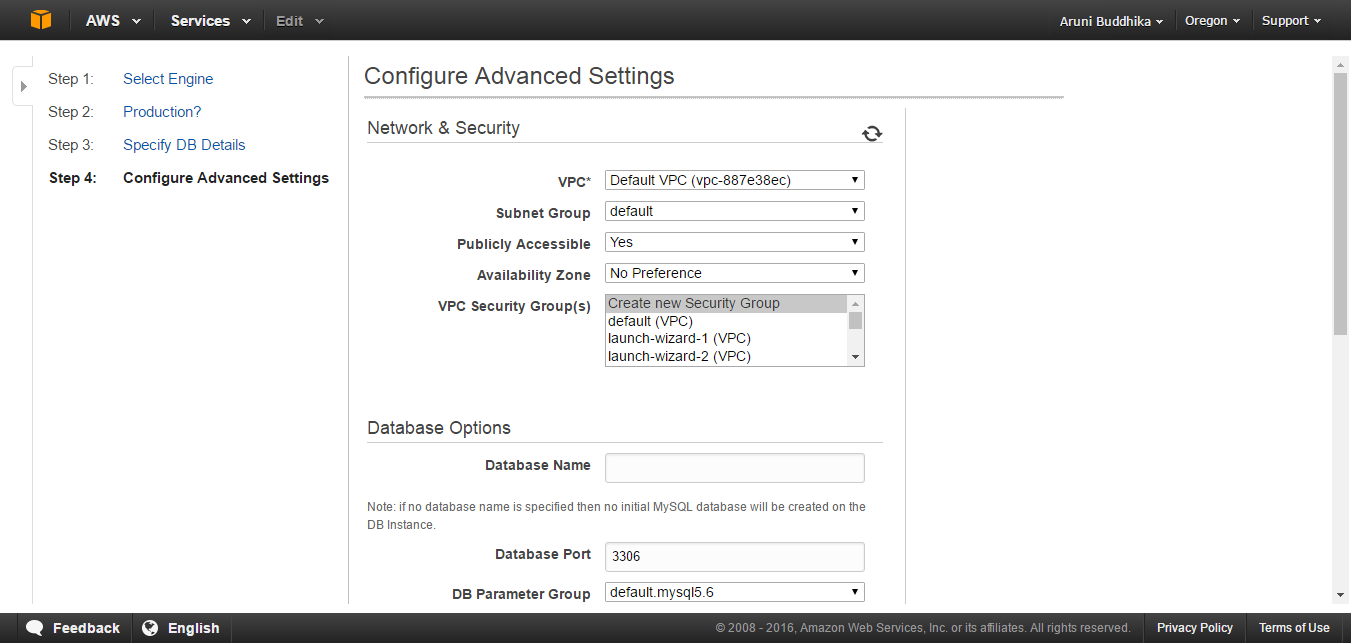 AWS Services Edit Aruni Buddhika Oregon Support
Step 1: Select Engine
Step 2: Production?
Step 3: Specify DB Details
Step 4: Configure Advanced Settings
Configure Advanced Settings
Network & Security
VPC* Default VPC (vpc-887e38ec)
Subnet Group default
Publicly Accessible Yes
Availability Zone No Preference
VPC Security Group(s) Create new Security Group
default (VPC)
launch-wizard-1 (VPC)
launch-wizard-2 (VPC)
Database Options
Database Name
Note: if no database name is specified then no initial MySQL database will be created on the
DB Instance.
Database Port 3306
DB Parameter Group default.mysql5.6
Feedback English © 2008 - 2016, Amazon Web Services, Inc. or its affiliates. All rights reserved. Privacy Policy Terms of Use